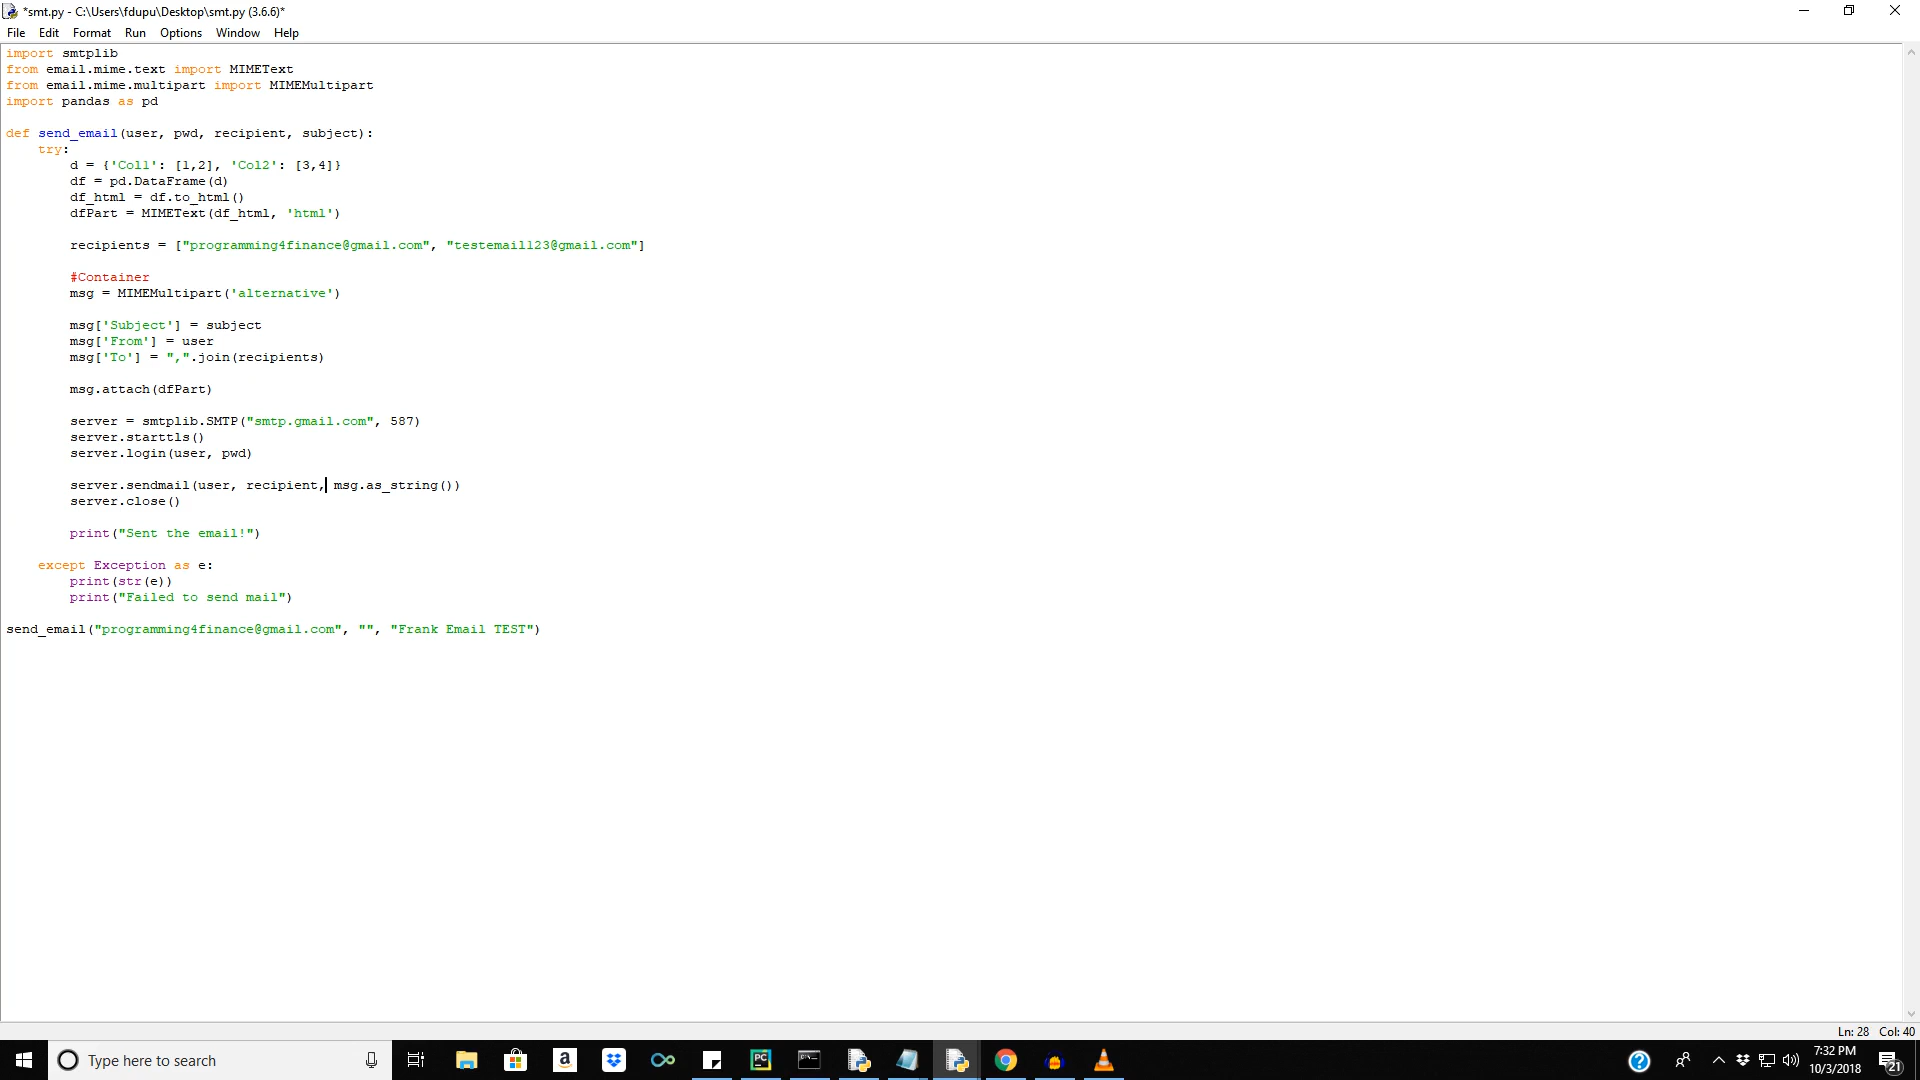 *smt.py - C:\Users\fdupu\Desktop\smt.py (3.6.6)*
File Edit Format Run Options Window Help
import smtplib
from email.mime.text import MIMEText
from email.mime.multipart import MIMEMultipart
import pandas as pd
def send_email(user, pwd, recipient, subject):
    try:
        d = {'Col1': [1,2], 'Col2': [3,4]}
        df = pd.DataFrame(d)
        df_html = df.to_html()
        dfPart = MIMEText(df_html, 'html')
        recipients = ["programming4finance@gmail.com", "testemail123@gmail.com"]
        #Container
        msg = MIMEMultipart('alternative')
        msg['Subject'] = subject
        msg['From'] = user
        msg['To'] = ",".join(recipients)
        msg.attach(dfPart)
        server = smtplib.SMTP("smtp.gmail.com", 587)
        server.starttls()
        server.login(user, pwd)
        server.sendmail(user, recipient, msg.as_string())
        server.close()
        print("Sent the email!")
    except Exception as e:
        print(str(e))
        print("Failed to send mail")
send_email("programming4finance@gmail.com", "", "Frank Email TEST")
Ln: 28 Col: 40
Type here to search
a
PC
C:\.
?
7:32 PM
10/3/2018
21